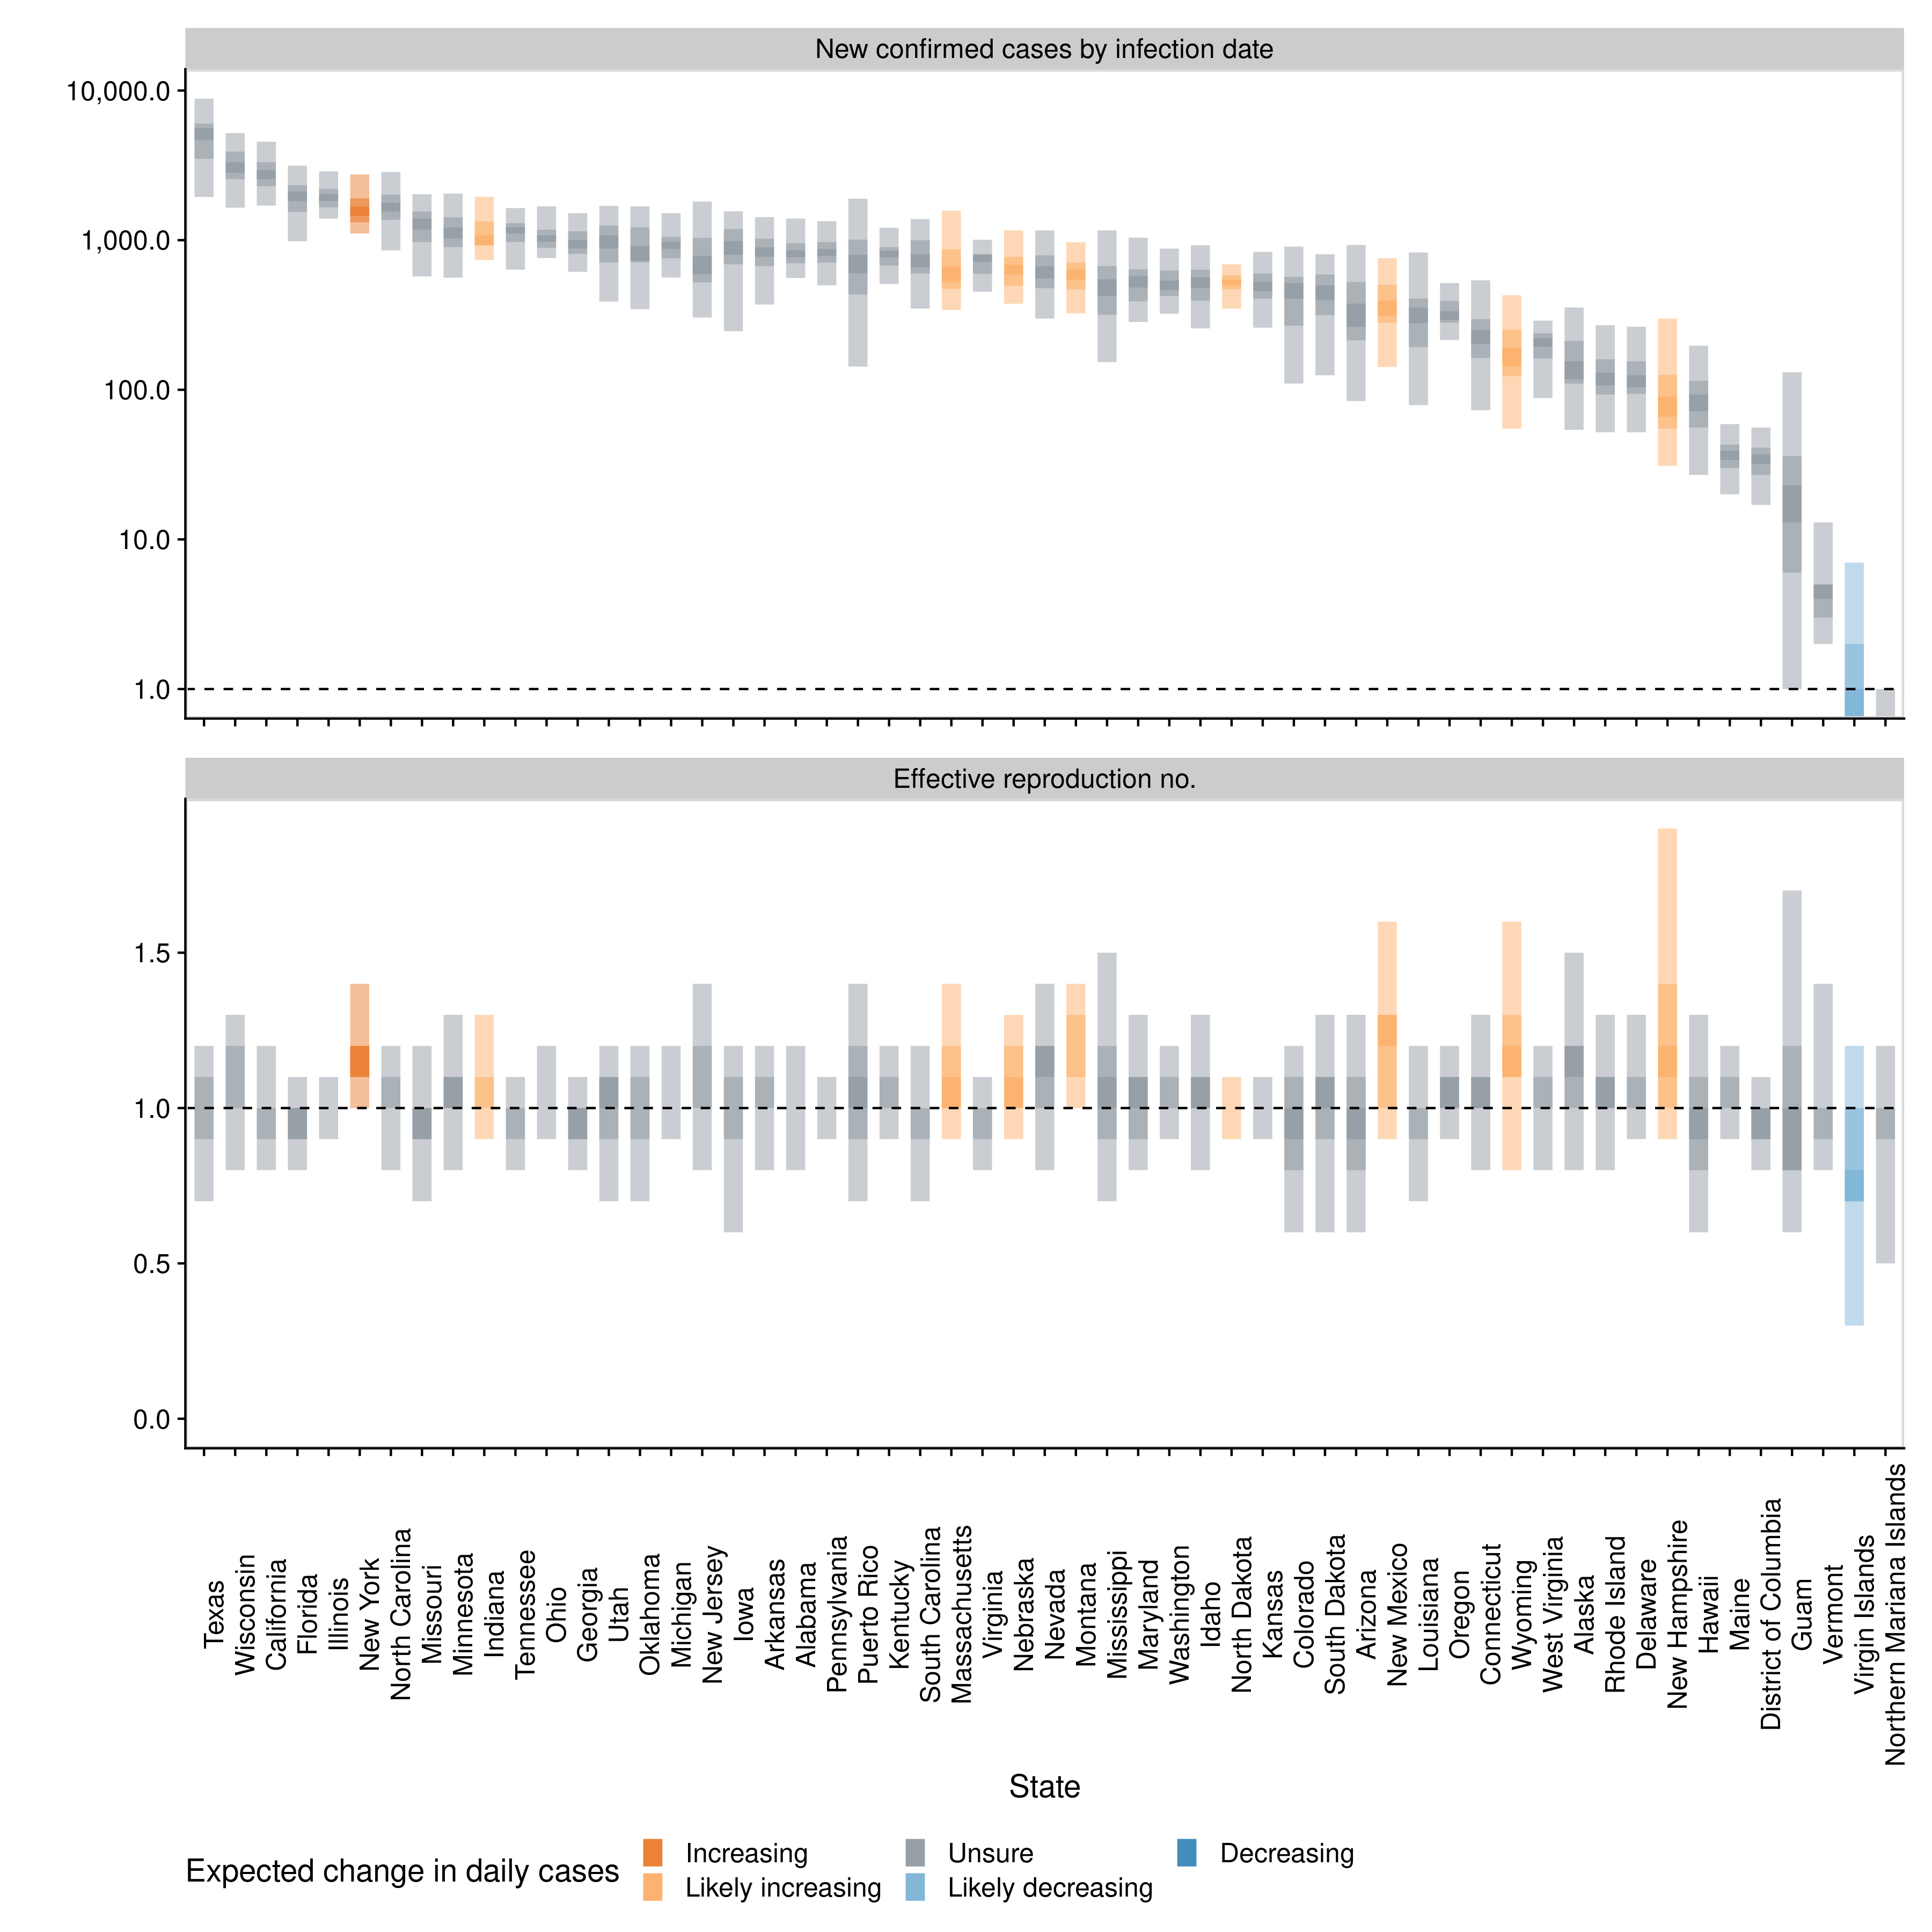 New confirmed cases by infection date
10,000.0
1,000.0
100.0
10.0
1.0
Effective reproduction no.
1.5
1.0
0.5
0.0
Texas
Wisconsin
California
Florida
Illinois
New York
North Carolina
Missouri
Minnesota
Indiana
Tennessee
Ohio
Georgia
Utah
Oklahoma
Michigan
New Jersey
Iowa
Arkansas
Alabama
Pennsylvania
Puerto Rico
Kentucky
South Carolina
Massachusetts
Virginia
Nebraska
Nevada
Montana
Mississippi
Maryland
Washington
Idaho
North Dakota
Kansas
Colorado
South Dakota
Arizona
New Mexico
Louisiana
Oregon
Connecticut
Wyoming
West Virginia
Alaska
Rhode Island
Delaware
New Hampshire
Hawaii
Maine
District of Columbia
Guam
Vermont
Virgin Islands
Northern Mariana Islands
State
Expected change in daily cases
Increasing
Unsure
Decreasing
Likely increasing
Likely decreasing